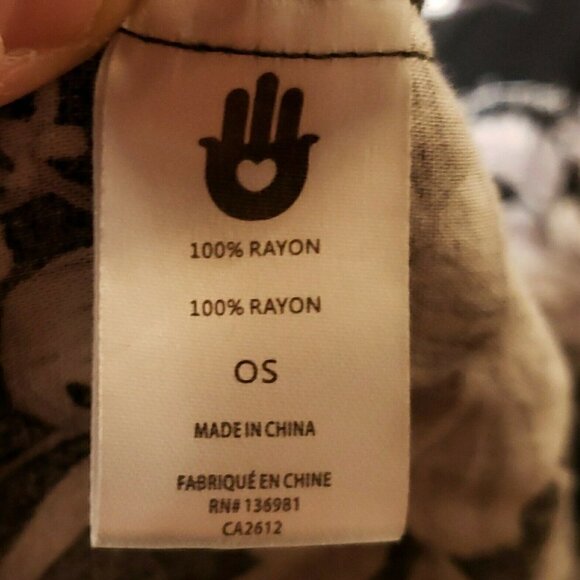 100% RAYON
100% RAYON
OS
MADE IN CHINA
FABRIQUÉ EN CHINE
RN# 136981
CA2612